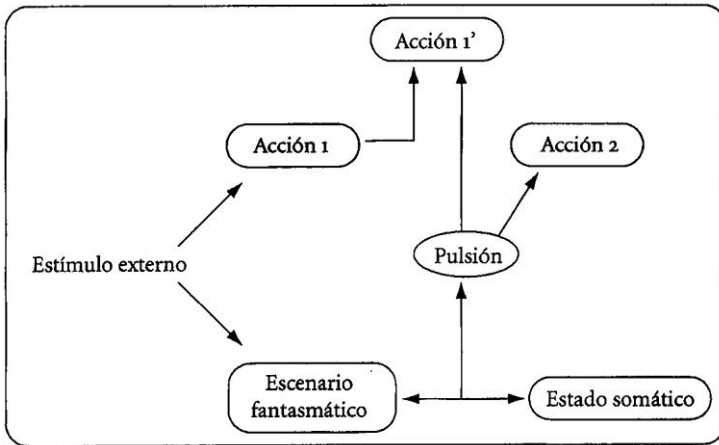 Acción 1’
Acción 1
Acción 2
Estímulo externo
Pulsión
Escenario
fantasmático
Estado somático